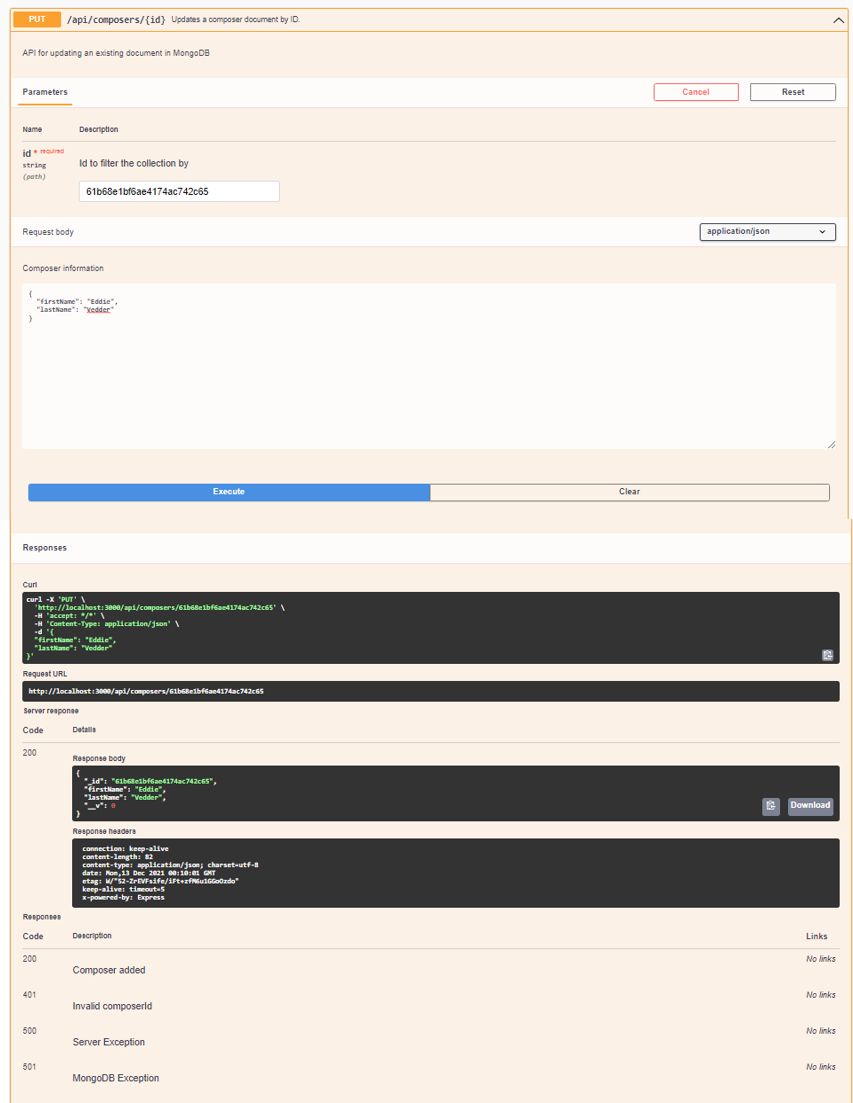 PUT /api/composers/{id} Updates a composer document by ID.
API for updating an existing document in MongoDB
Parameters Cancel Reset
Name Description
id * required Id to filter the collection by
string
(path)
61b68e1bf6ae4174ac742c65
Request body application/json
Composer information
{
"firstName": "Eddie",
"lastName": "Vedder"
}
Execute Clear
Responses
Curl
curl -X 'PUT' \
'http://localhost:3000/api/composers/61b68e1bf6ae4174ac742c65' \
-H 'accept: */*' \
-H 'Content-Type: application/json' \
-d '{
"firstName": "Eddie",
"lastName": "Vedder"
}'
Request URL
http://localhost:3000/api/composers/61b68e1bf6ae4174ac742c65
Server response
Code Details
200
Response body
{
"_id": "61b68e1bf6ae4174ac742c65",
"firstName": "Eddie",
"lastName": "Vedder",
"__v": 0
}
Download
Response headers
connection: keep-alive
content-length: 82
content-type: application/json; charset=utf-8
date: Mon,13 Dec 2021 00:10:01 GMT
keep-alive: timeout=5
x-powered-by: Express
Responses
Code Description Links
200 No links
Composer added
401 No links
Invalid composerId
500 No links
Server Exception
501 No links
MongoDB Exception